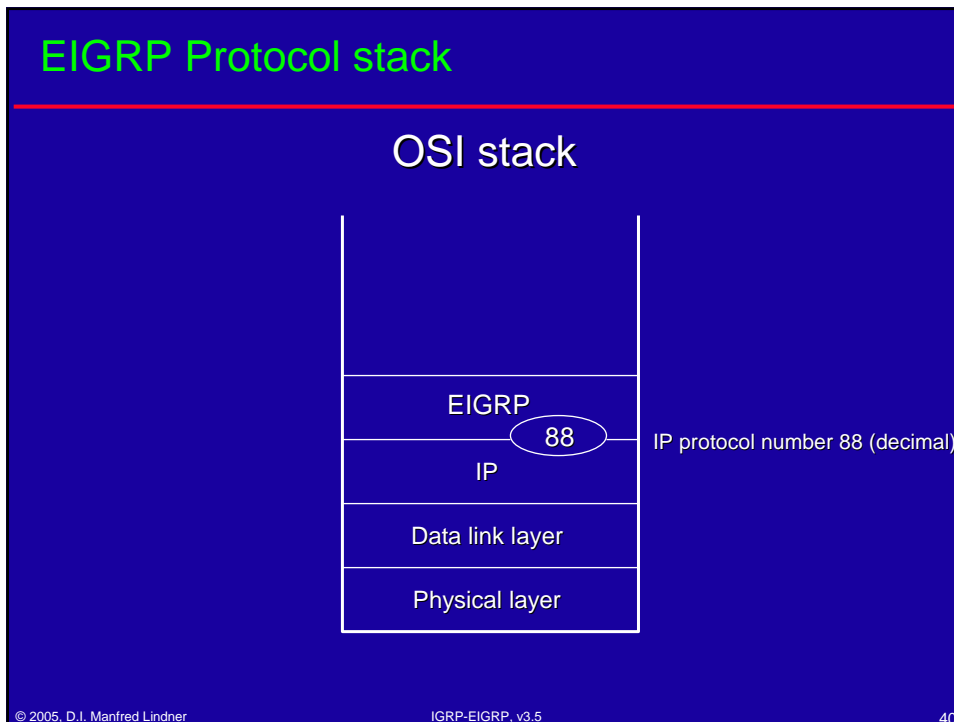 EIGRP Protocol stack
OSI stack
EIGRP
88
IP protocol number 88 (decimal)
IP
Data link layer
Physical layer
© 2005, D.I. Manfred Lindner
IGRP-EIGRP, v3.5
40